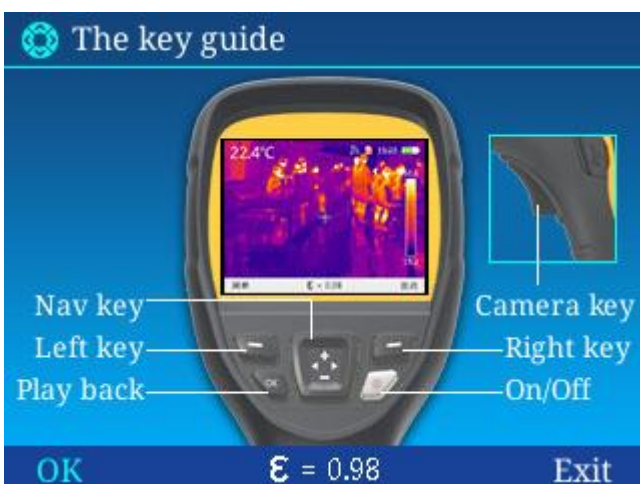 The key guide
22.4°C
Nav key
Camera key
Left key
Right key
Play back
OK
On/Off
OK
ε = 0.98
Exit